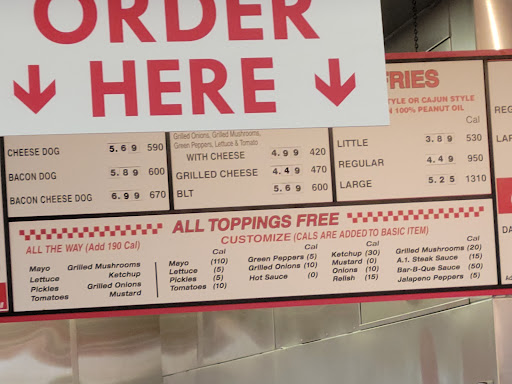 ORDER
HERE
FRIES
STYLE OR CAJUN STYLE
100% PEANUT OIL
Cal
CHEESE DOG 5.69 590
BACON DOG 5.89 600
BACON CHEESE DOG 6.99 670
Grilled Onions, Grilled Mushrooms,
Green Peppers, Lettuce & Tomato
WITH CHEESE 4.99 420
GRILLED CHEESE 4.49 470
BLT 5.69 600
LITTLE 3.89 530
REGULAR 4.49 950
LARGE 5.25 1310
ALL TOPPINGS FREE
CUSTOMIZE (CALS ARE ADDED TO BASIC ITEM)
ALL THE WAY (Add 190 Cal)
Mayo Grilled Mushrooms
Lettuce Ketchup
Pickles Grilled Onions
Tomatoes Mustard
Cal
Mayo (110)
Lettuce (5)
Pickles (5)
Tomatoes (10)
Cal
Green Peppers (5)
Grilled Onions (10)
Hot Sauce (0)
Cal
Ketchup (30)
Mustard (0)
Onions (10)
Relish (15)
Cal
Grilled Mushrooms (20)
A.1. Steak Sauce (15)
Bar-B-Que Sauce (50)
Jalapeno Peppers (5)